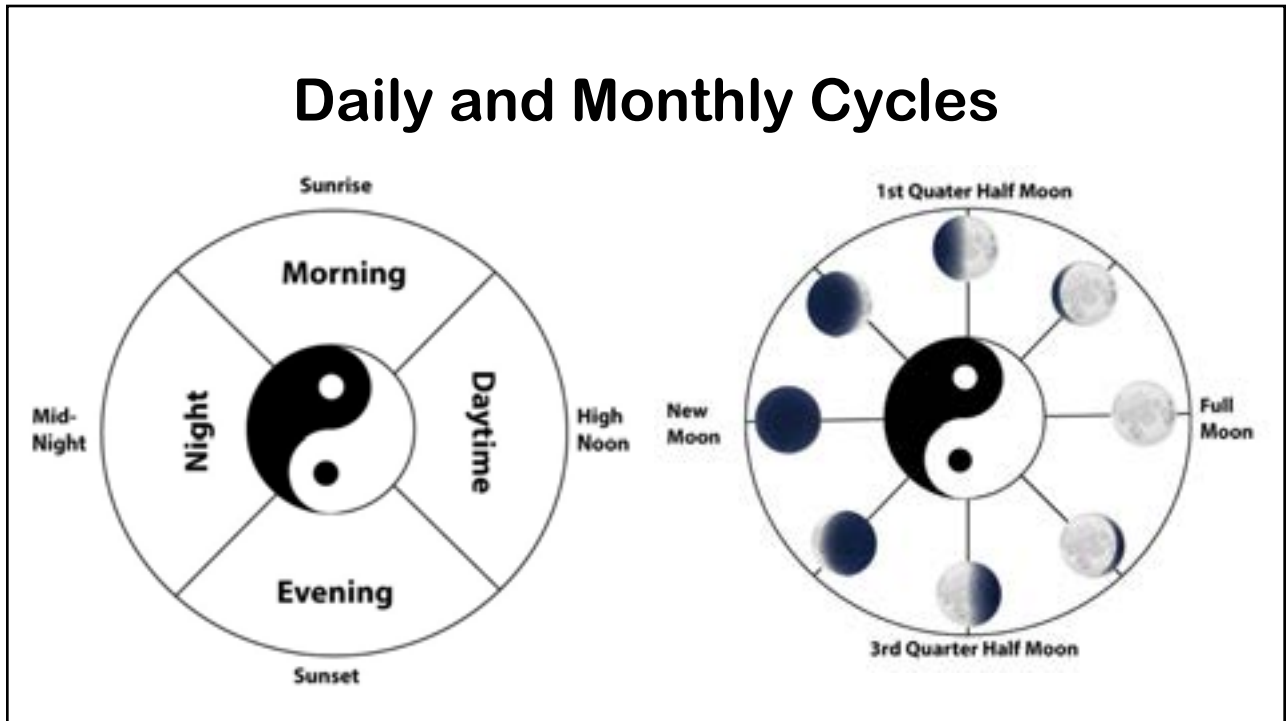 Daily and Monthly Cycles
Sunrise
Morning
Mid-
Night
Night
Daytime
High
Noon
Evening
Sunset
1st Quater Half Moon
New
Moon
Full
Moon
3rd Quarter Half Moon